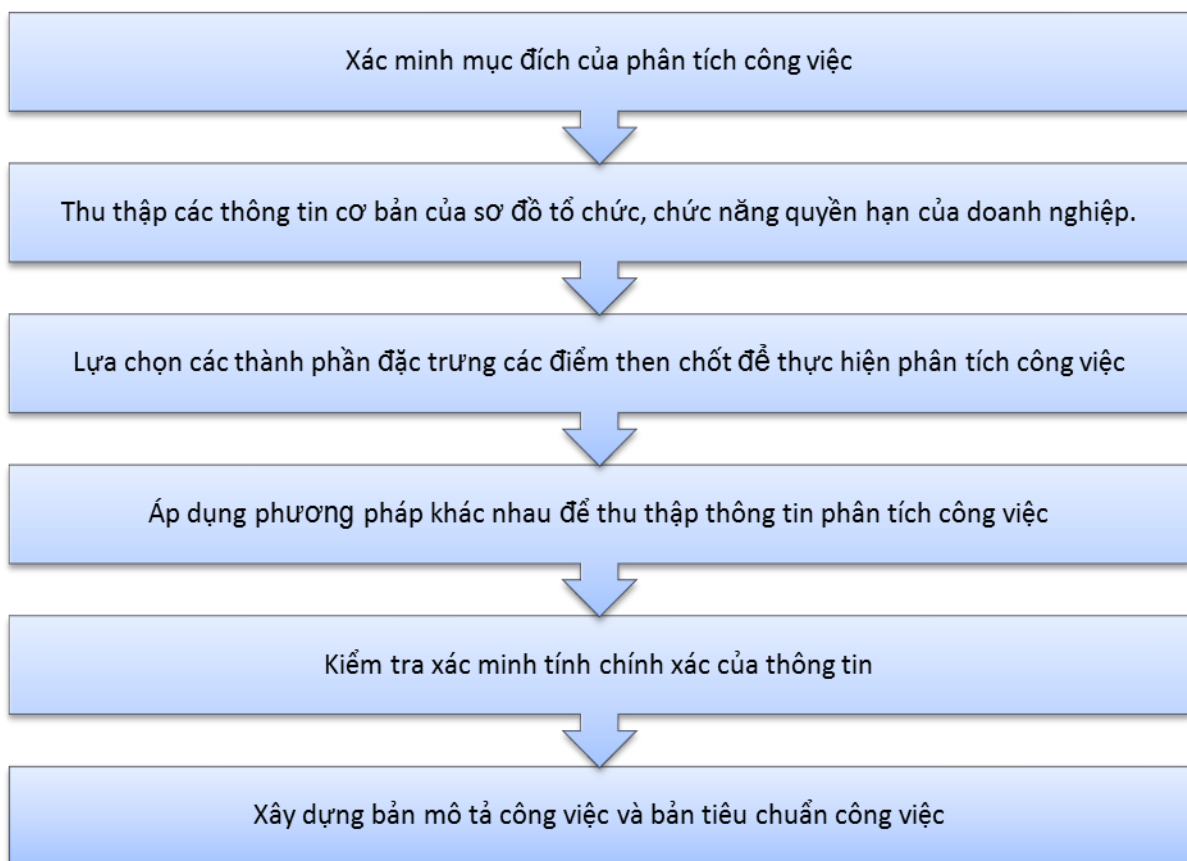 Xác minh mục đích của phân tích công việc
Thu thập các thông tin cơ bản của sơ đồ tổ chức, chức năng quyền hạn của doanh nghiệp.
Lựa chọn các thành phần đặc trưng các điểm then chốt để thực hiện phân tích công việc
Áp dụng phương pháp khác nhau để thu thập thông tin phân tích công việc
Kiểm tra xác minh tính chính xác của thông tin
Xây dựng bản mô tả công việc và bản tiêu chuẩn công việc